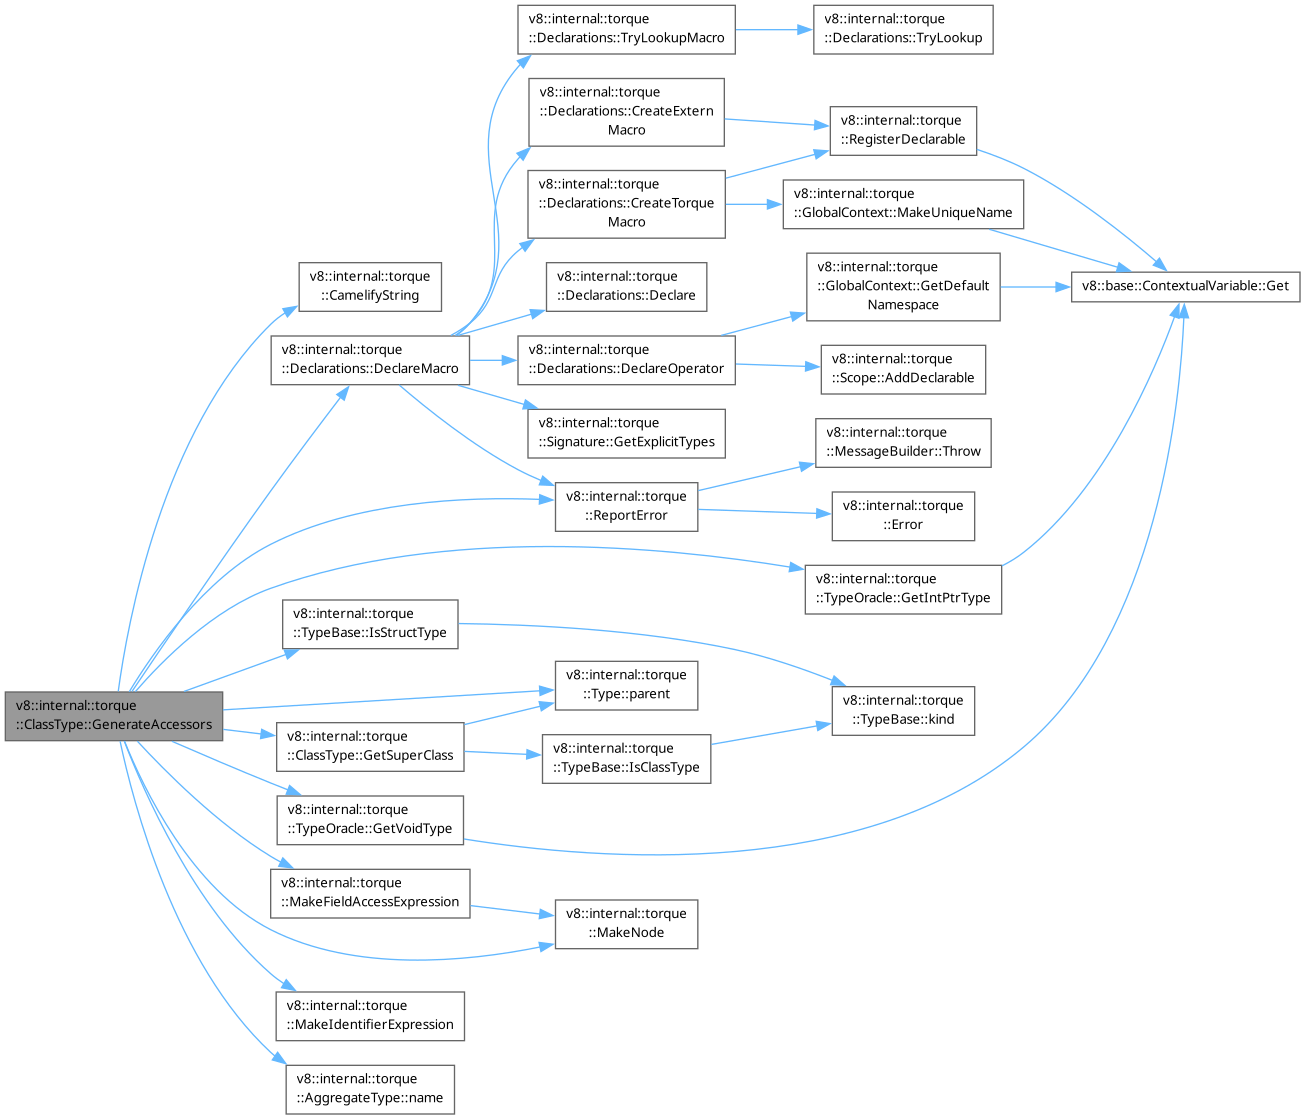 v8::internal::torque
::Declarations::TryLookupMacro
v8::internal::torque
::Declarations::TryLookup
v8::internal::torque
::Declarations::CreateExtern
Macro
v8::internal::torque
::RegisterDeclarable
v8::internal::torque
::Declarations::CreateTorque
Macro
v8::internal::torque
::GlobalContext::MakeUniqueName
v8::internal::torque
::CamelifyString
v8::internal::torque
::Declarations::Declare
v8::internal::torque
::GlobalContext::GetDefault
Namespace
v8::base::ContextualVariable::Get
v8::internal::torque
::Declarations::DeclareMacro
v8::internal::torque
::Declarations::DeclareOperator
v8::internal::torque
::Scope::AddDeclarable
v8::internal::torque
::Signature::GetExplicitTypes
v8::internal::torque
::MessageBuilder::Throw
v8::internal::torque
::ReportError
v8::internal::torque
::Error
v8::internal::torque
::TypeOracle::GetIntPtrType
v8::internal::torque
::TypeBase::IsStructType
v8::internal::torque
::Type::parent
v8::internal::torque
::TypeBase::kind
v8::internal::torque
::ClassType::GenerateAccessors
v8::internal::torque
::ClassType::GetSuperClass
v8::internal::torque
::TypeBase::IsClassType
v8::internal::torque
::TypeOracle::GetVoidType
v8::internal::torque
::MakeFieldAccessExpression
v8::internal::torque
::MakeNode
v8::internal::torque
::MakeIdentifierExpression
v8::internal::torque
::AggregateType::name